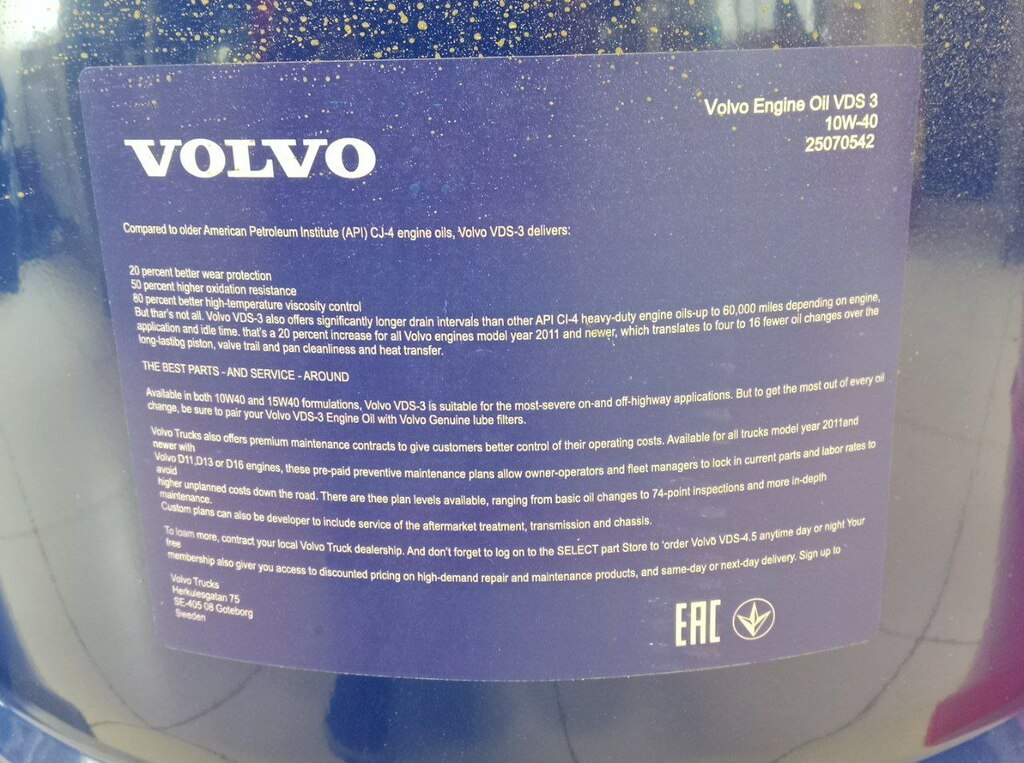 Volvo Engine Oil VDS 3
10W-40
25070542
VOLVO
Compared to older American Petroleum Institute (API) CJ-4 engine oils, Volvo VDS-3 delivers:
20 percent better wear protection
50 percent higher oxidation resistance
80 percent better high-temperature viscosity control
But thar's not all. Volvo VDS-3 also offers significantly longer drain intervals than other API CI-4 heavy-duty engine oils-up to 60,000 miles depending on engine,
application and idle time. that's a 20 percent increase for all Volvo engines model year 2011 and newer, which translates to four to 16 fewer oil changes over the
long-lastibg piston, valve trail and pan cleanliness and heat transfer.
THE BEST PARTS - AND SERVICE - AROUND
Available in both 10W40 and 15W40 formulations, Volvo VDS-3 is suitable for the most-severe on-and off-highway applications. But to get the most out of every oil
change, be sure to pair your Volvo VDS-3 Engine Oil with Volvo Genuine lube filters.
Volvo Trucks also offers premium maintenance contracts to give customers better control of their operating costs. Available for all trucks model year 2011and
newer with
Volvo D11,D13 or D16 engines, these pre-paid preventive maintenance plans allow owner-operators and fleet managers to lock in current parts and labor rates to
avoid
higher unplanned costs down the road. There are thee plan levels available, ranging from basic oil changes to 74-point inspections and more in-depth
maintenance.
Custom plans can also be developer to include service of the aftermarket treatment, transmission and chassis.
To loam more, contract your local Volvo Truck dealership. And don't forget to log on to the SELECT part Store to 'order Volvo VDS-4.5 anytime day or night Your
free
membership also giver you access to discounted pricing on high-demand repair and maintenance products, and same-day or next-day delivery. Sign up to
Volvo Trucks
Herkulesgatan 75
SE-405 08 Goteborg
Sweden
EAC